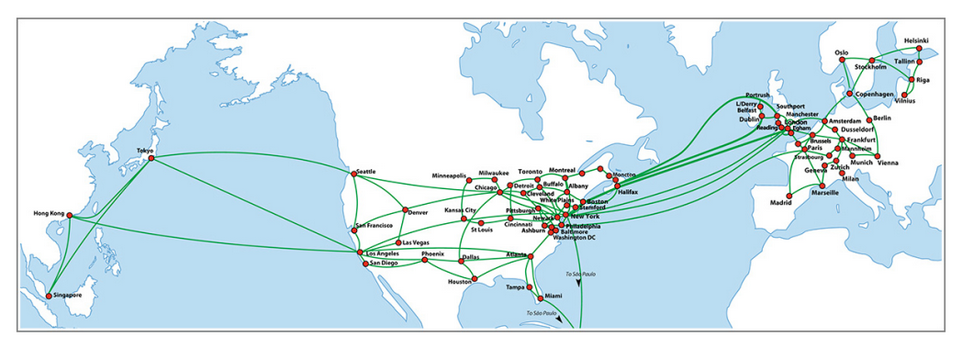 Helsinki
Oslo
Stockholm
Tallinn
Riga
Copenhagen
Vilnius
Portrush
L/Derry
Belfast
Dublin
Southport
Manchester
London
Reading
Egham
Amsterdam
Berlin
Dusseldorf
Brussels
Frankfurt
Paris
Mannheim
Strasbourg
Munich
Vienna
Geneva
Zurich
Milan
Marseille
Madrid
Tokyo
Hong Kong
Singapore
Seattle
Minneapolis
Milwaukee
Toronto
Montreal
Moncton
Chicago
Detroit
Buffalo
Albany
Halifax
Cleveland
White Plains
Boston
Stamford
Denver
Kansas City
Pittsburgh
Newark
New York
San Francisco
St Louis
Cincinnati
Ashburn
Philadelphia
Baltimore
Washington DC
Las Vegas
Los Angeles
San Diego
Phoenix
Dallas
Atlanta
Houston
Tampa
Miami
To São Paulo
To São Paulo